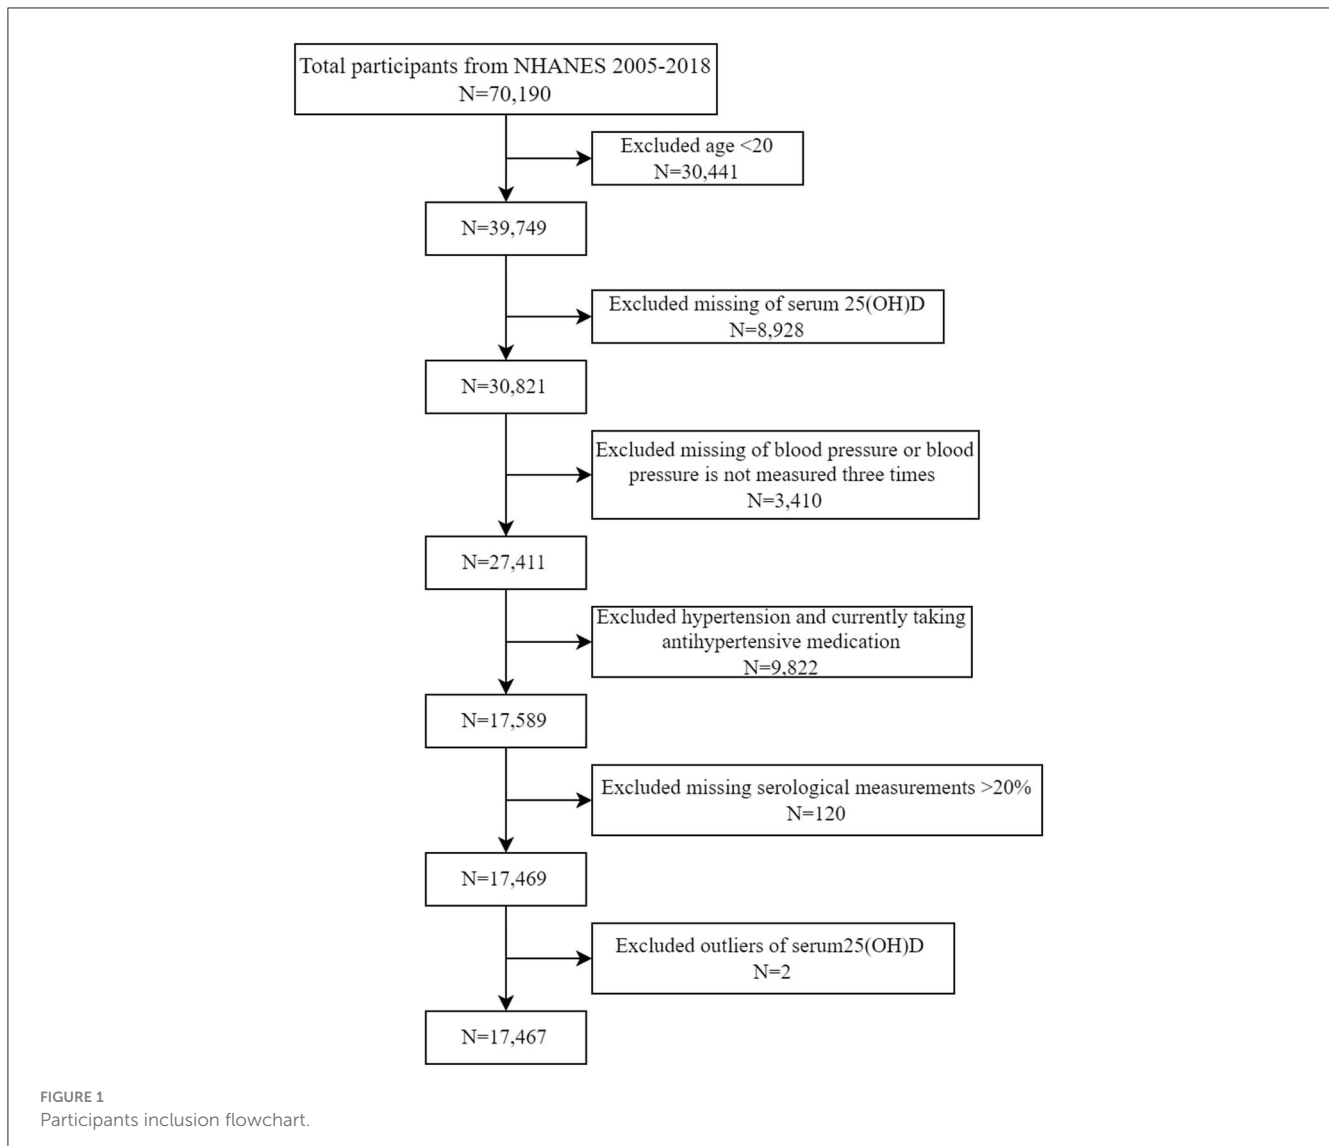 Total participants from NHANES 2005-2018
N=70,190
Excluded age <20
N=30,441
N=39,749
Excluded missing of serum 25(OH)D
N=8,928
N=30,821
Excluded missing of blood pressure or blood
pressure is not measured three times
N=3,410
N=27,411
Excluded hypertension and currently taking
antihypertensive medication
N=9,822
N=17,589
Excluded missing serological measurements >20%
N=120
N=17,469
Excluded outliers of serum25(OH)D
N=2
N=17,467
FIGURE 1
Participants inclusion flowchart.